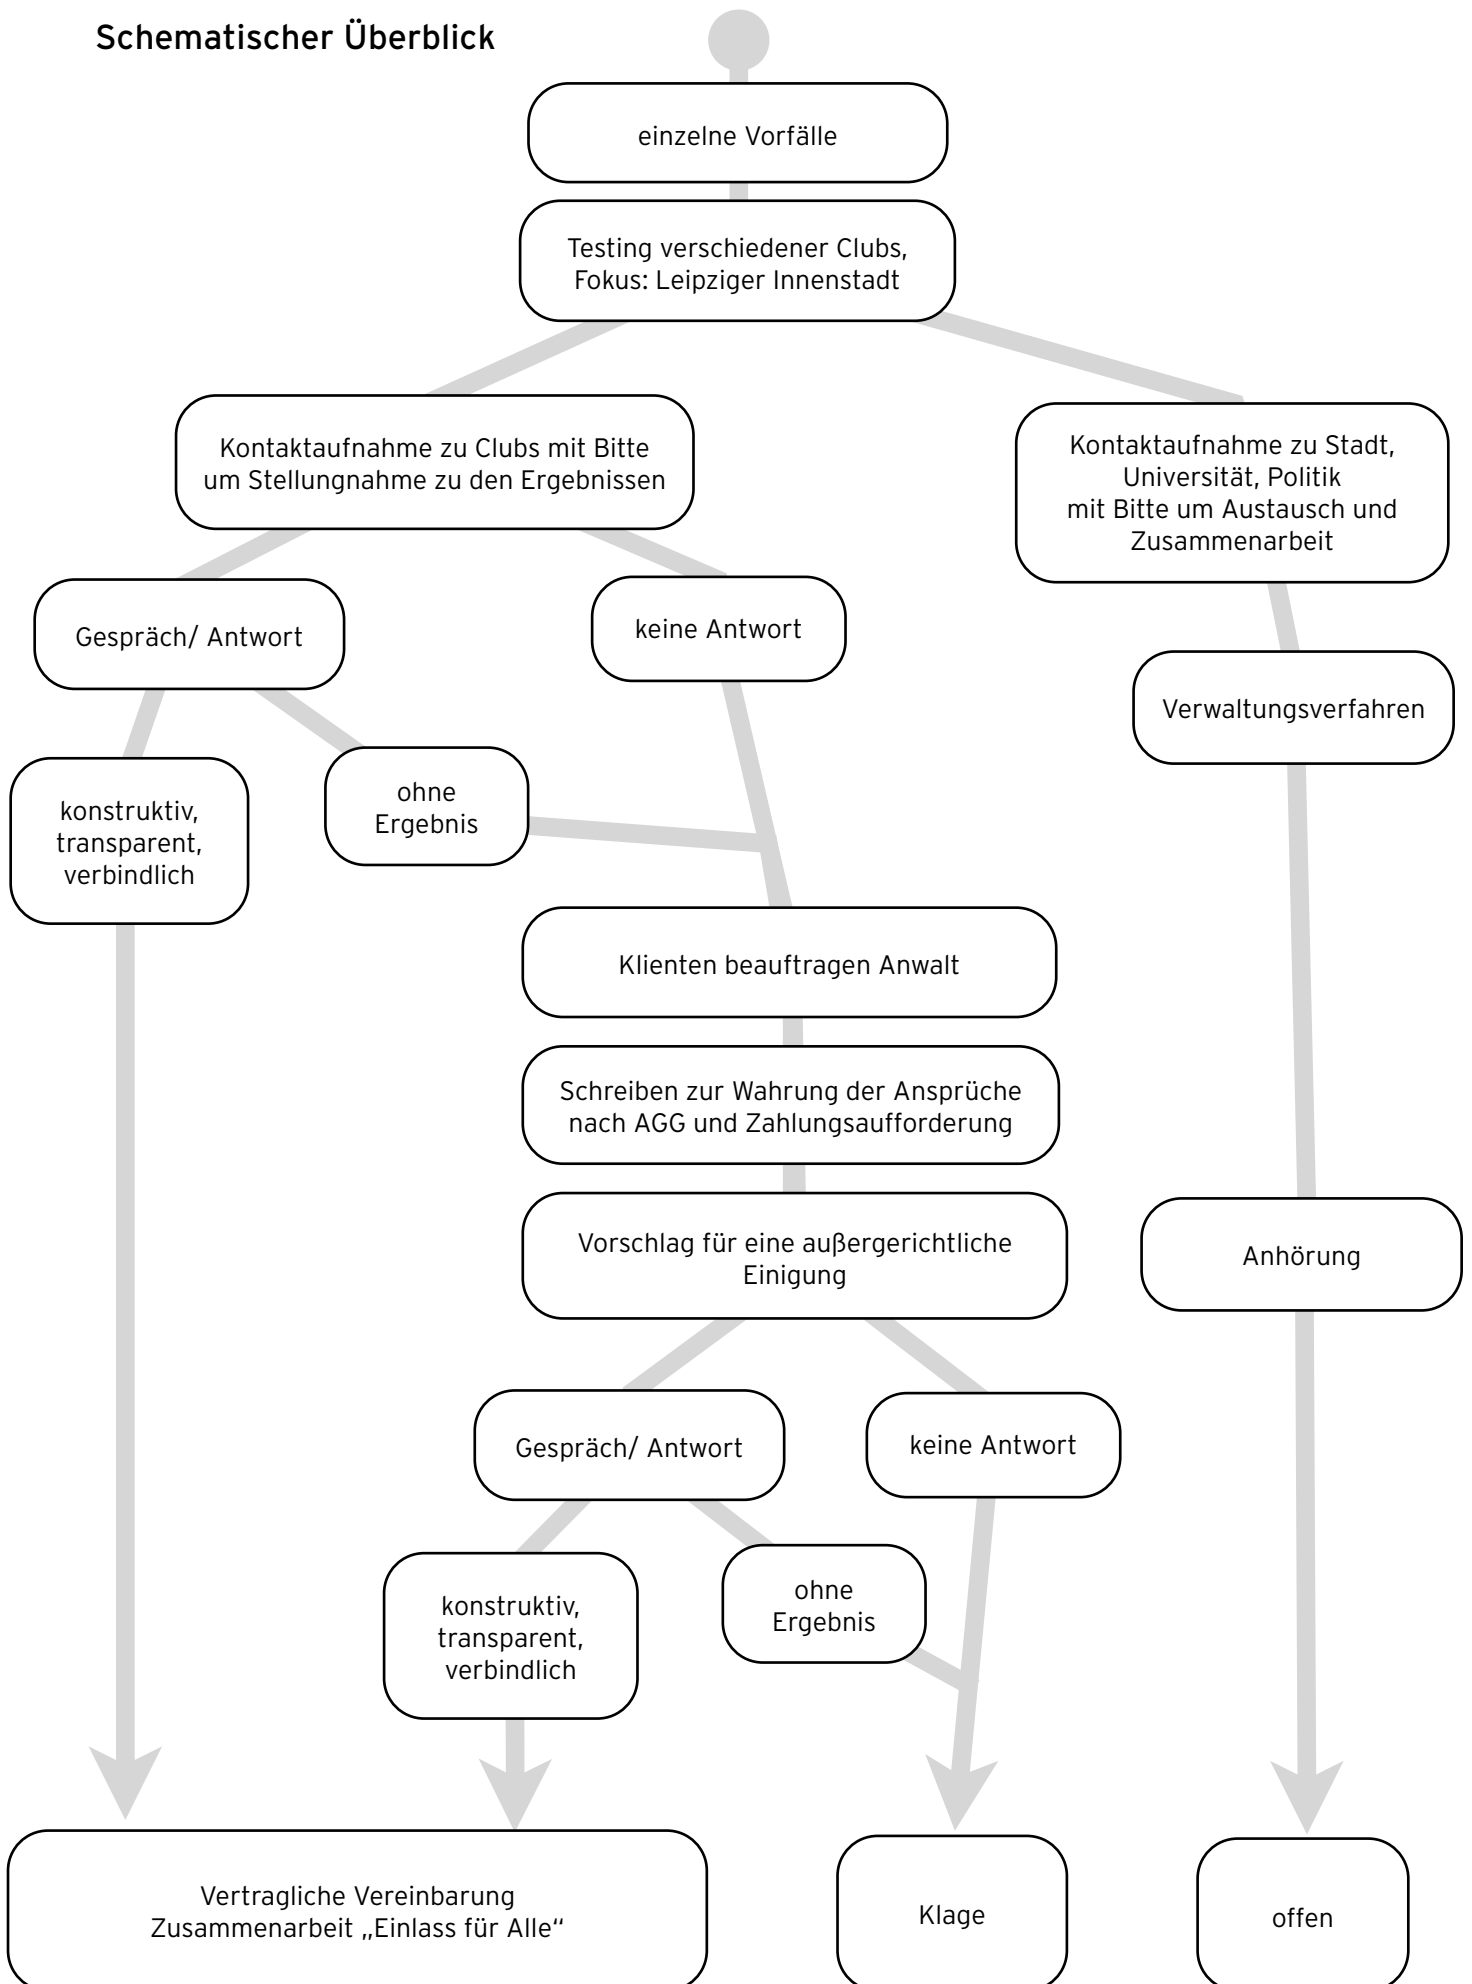 Schematischer Überblick
einzelne Vorfälle
Testing verschiedener Clubs,
Fokus: Leipziger Innenstadt
Kontaktaufnahme zu Clubs mit Bitte
um Stellungnahme zu den Ergebnissen
Kontaktaufnahme zu Stadt,
Universität, Politik
mit Bitte um Austausch und
Zusammenarbeit
Gespräch/ Antwort
keine Antwort
Verwaltungsverfahren
konstruktiv,
transparent,
verbindlich
ohne
Ergebnis
Klienten beauftragen Anwalt
Schreiben zur Wahrung der Ansprüche
nach AGG und Zahlungsaufforderung
Vorschlag für eine außergerichtliche
Einigung
Anhörung
Gespräch/ Antwort
keine Antwort
konstruktiv,
transparent,
verbindlich
ohne
Ergebnis
Vertragliche Vereinbarung
Zusammenarbeit „Einlass für Alle“
Klage
offen